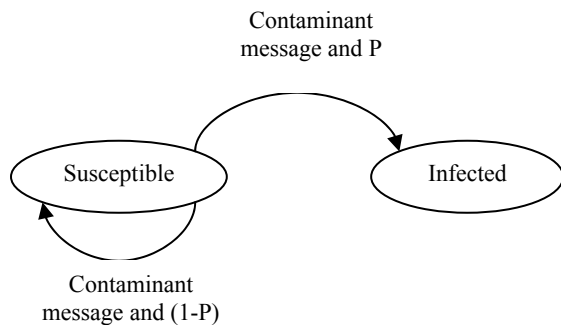 Contaminant
message and P
Susceptible
Infected
Contaminant
message and (1-P)